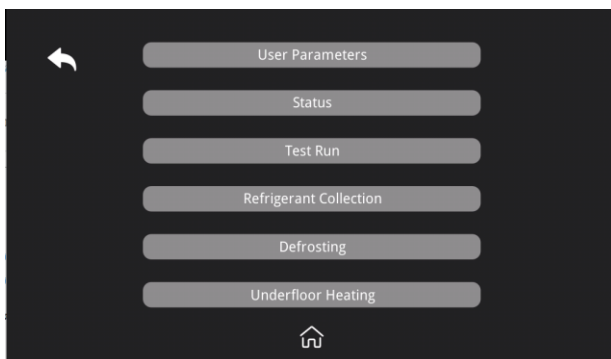 User Parameters
Status
Test Run
Refrigerant Collection
Defrosting
Underfloor Heating